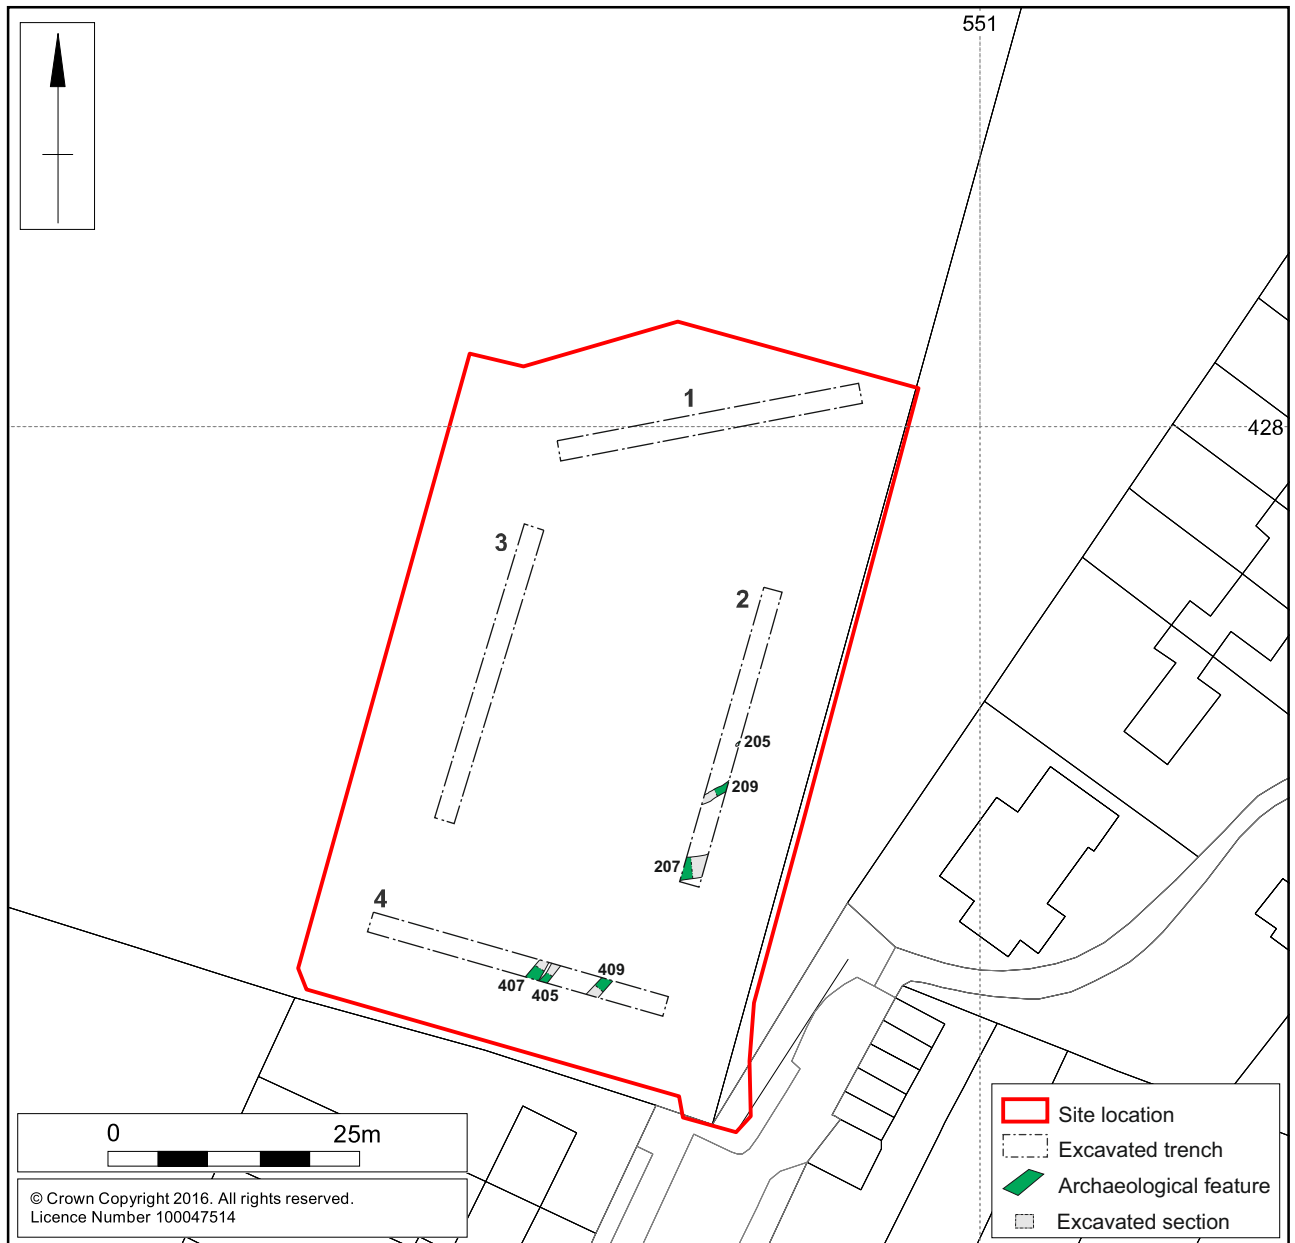 551
428
1
3
2
205
209
207
4
409
407
405
0 25m
© Crown Copyright 2016. All rights reserved.
Licence Number 100047514
Site location
Excavated trench
Archaeological feature
Excavated section